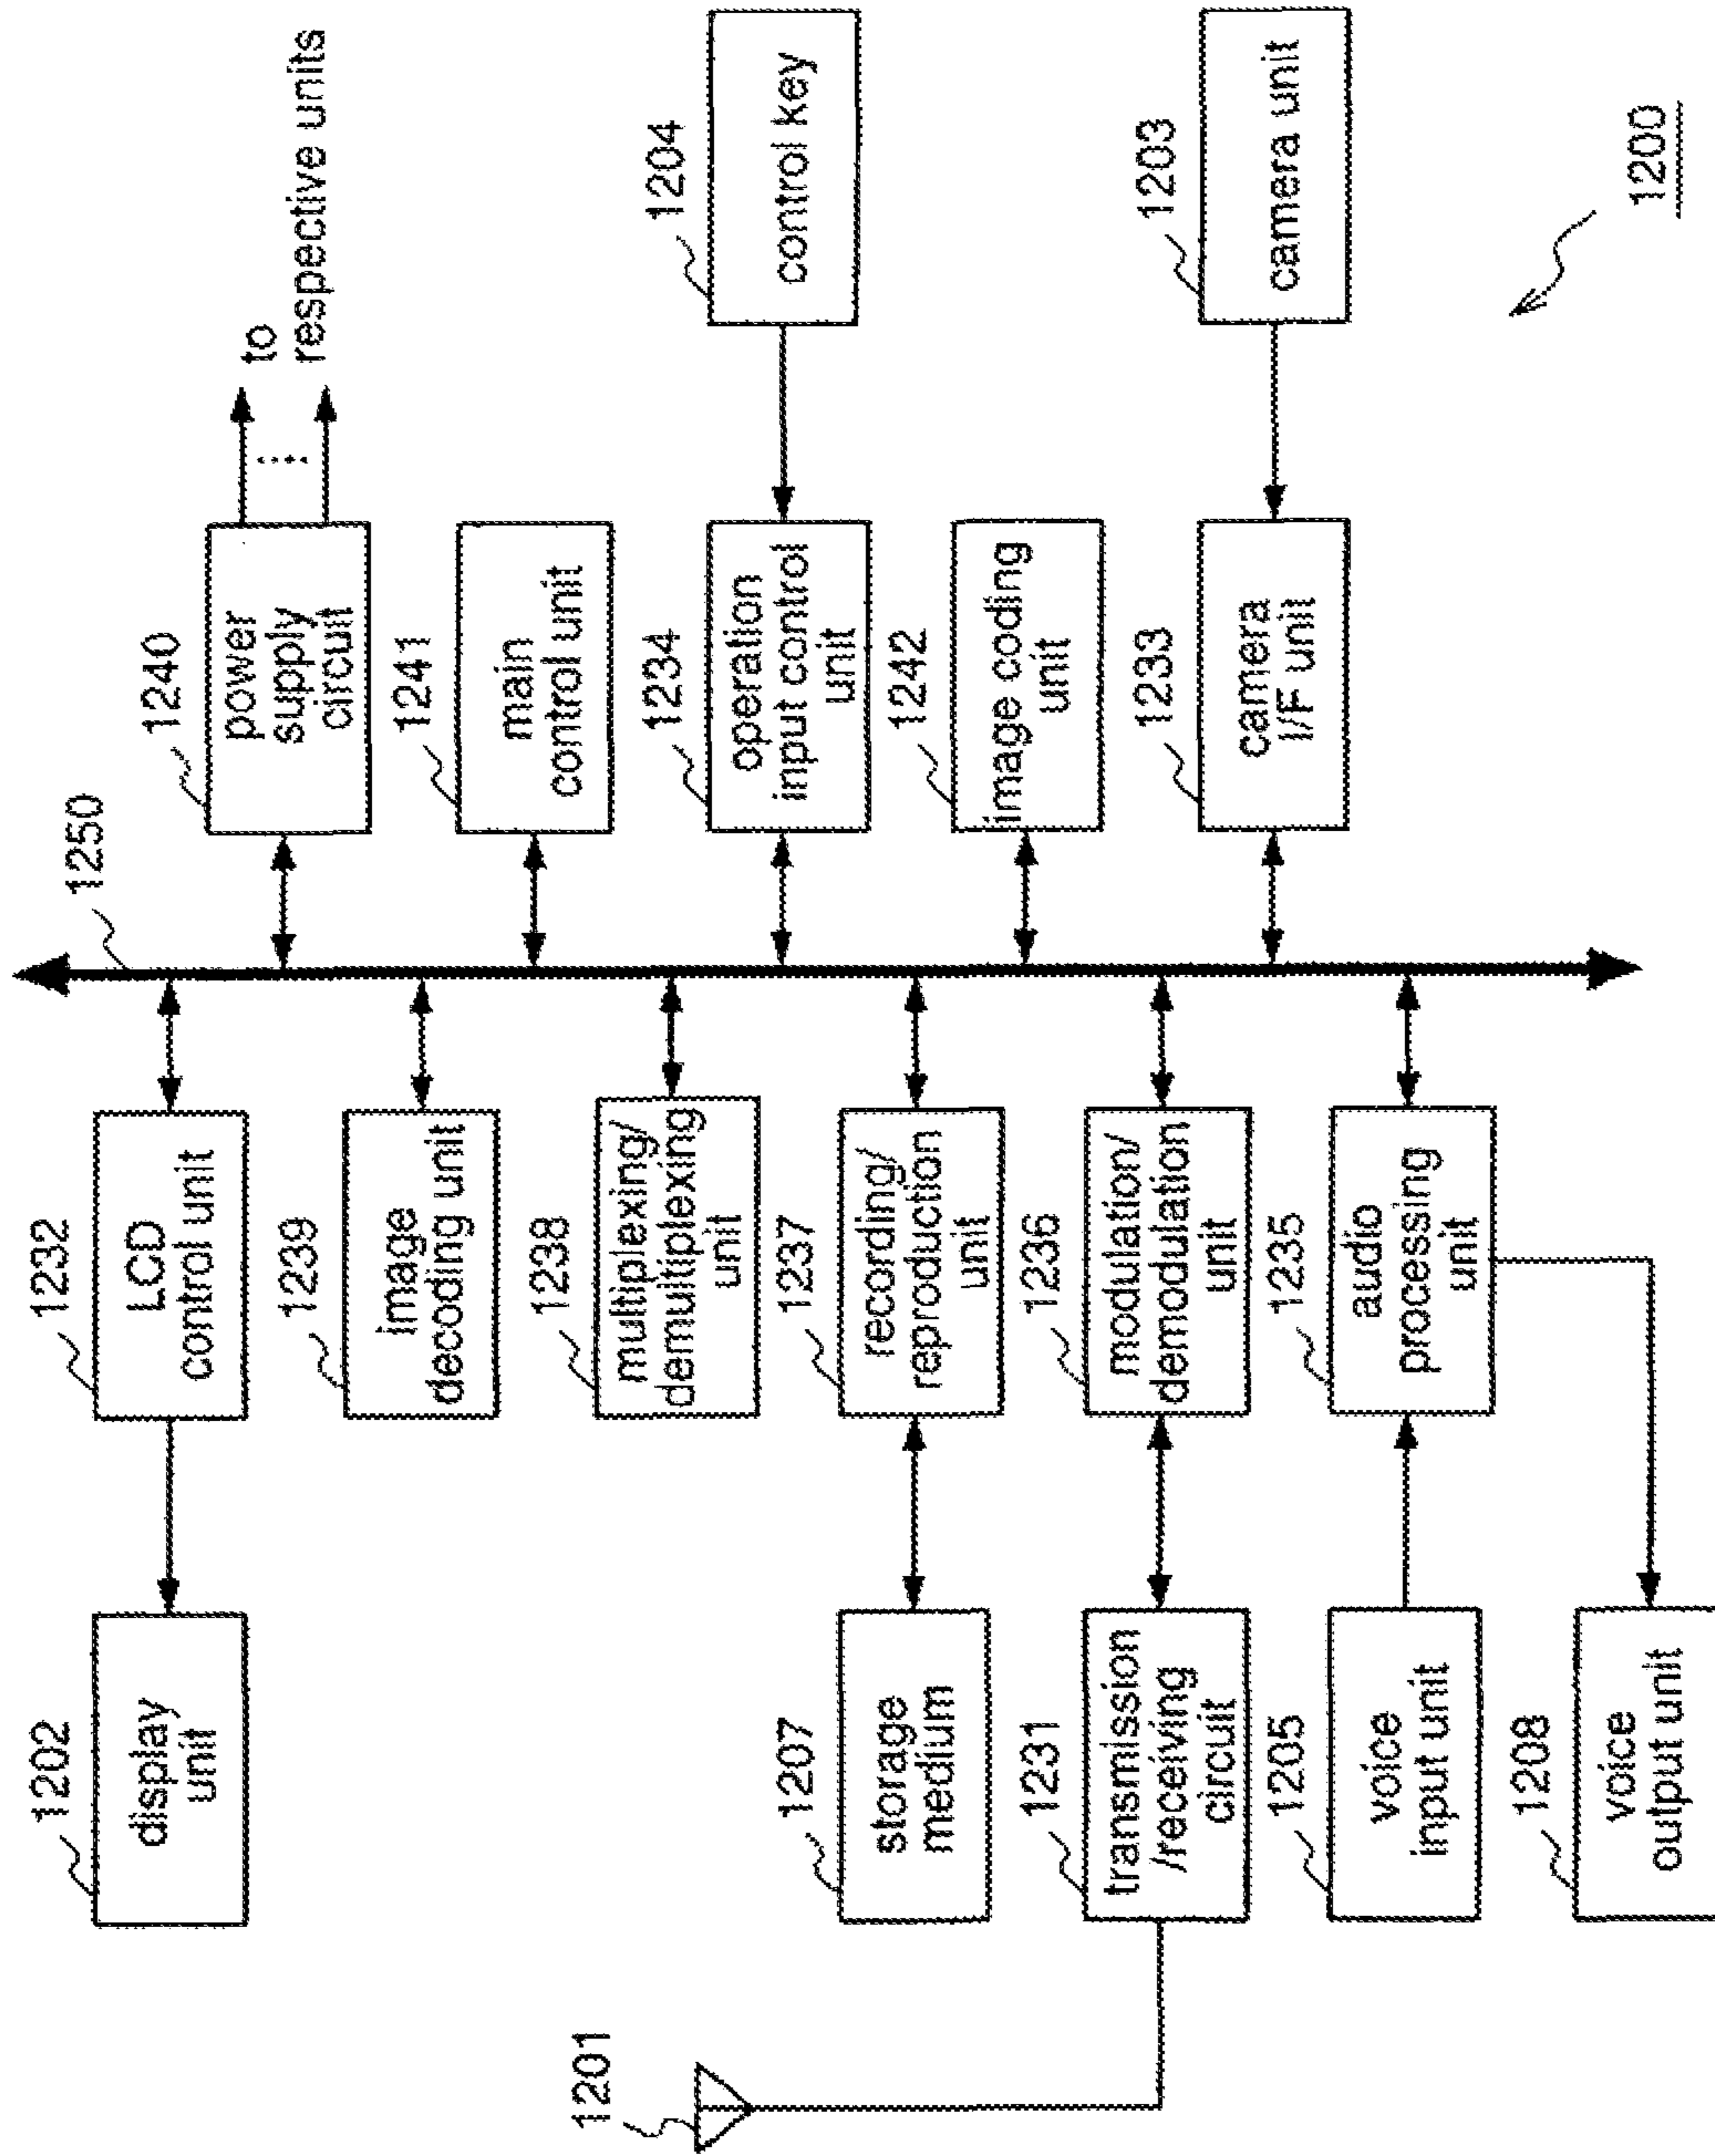 1201
1202
display
unit
1207
storage
medium
1231
transmission
/receiving
circuit
1205
voice
input unit
1208
voice
output unit
1232
LCD
control unit
1239
image
decoding unit
1238
multiplexing/
demultiplexing
unit
1237
recording/
reproduction
unit
1236
modulation/
demodulation
unit
1235
audio
processing
unit
1250
1240
power
supply
circuit
1241
main
control unit
1234
operation
input control
unit
1242
image coding
unit
1233
camera
I/F unit
to
respective units
1204
control key
1203
camera unit
1200